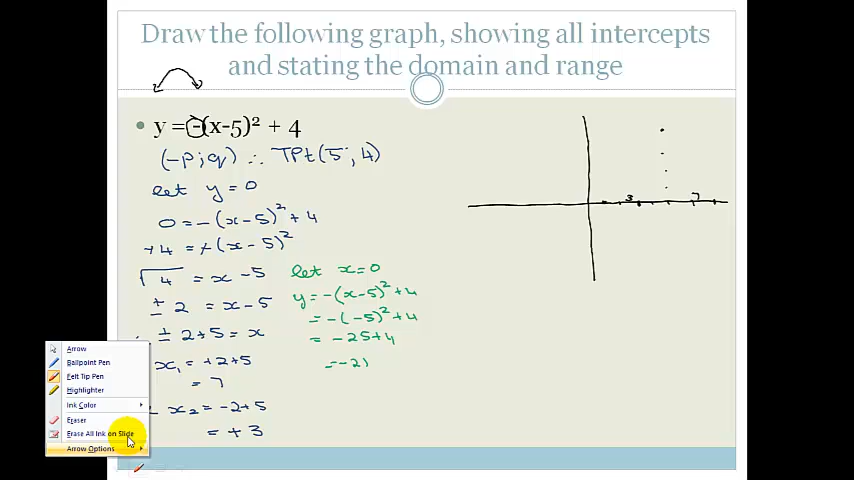 Draw the following graph, showing all intercepts
and stating the domain and range
y = -(x-5)² + 4
(-p;q) ∴ TPt(5;4)
let y = 0
0 = -(x-5)² + 4
+4 = +(x-5)²
√4 = x-5
± 2 = x-5
± 2+5 = x
x₁ = +2+5
= 7
x₂ = -2+5
= +3
let x=0
y = -(x-5)² +4
= -(-5)² +4
= -25+4
= -21
3 7
Arrow
Ballpoint Pen
Felt Tip Pen
Highlighter
Ink Color
Eraser
Erase All Ink on Slide
Arrow Options